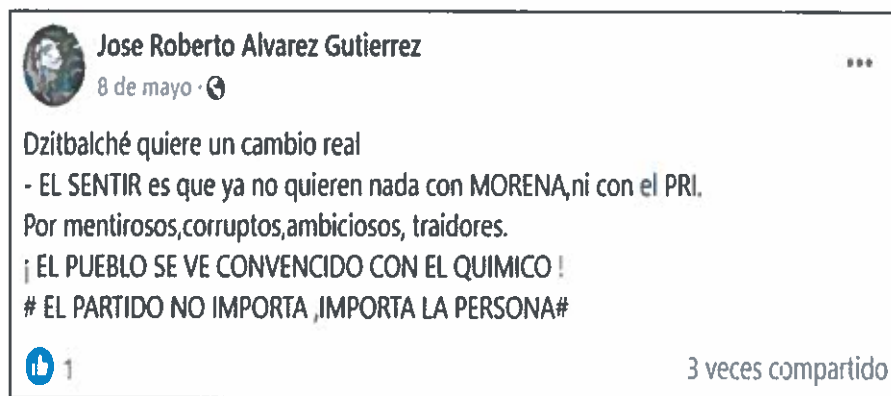 Jose Roberto Alvarez Gutierrez
8 de mayo ·
Dzitbalché quiere un cambio real
- EL SENTIR es que ya no quieren nada con MORENA,ni con el PRI.
Por mentirosos,corruptos,ambiciosos, traidores.
¡ EL PUEBLO SE VE CONVENCIDO CON EL QUIMICO !
# EL PARTIDO NO IMPORTA ,IMPORTA LA PERSONA#
1
3 veces compartido